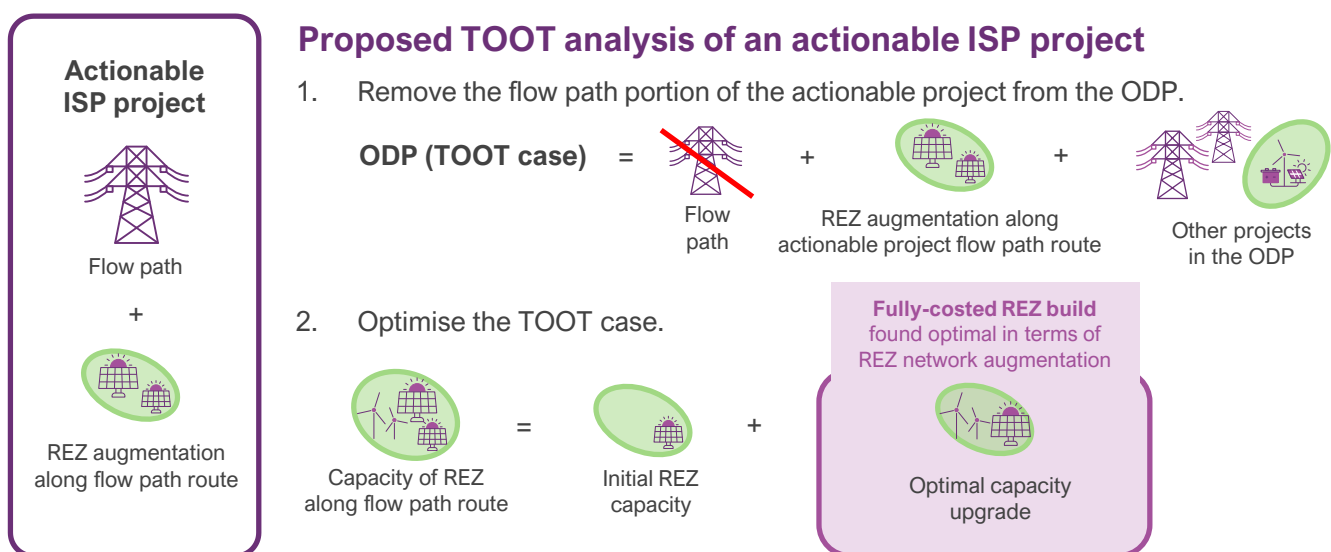 Actionable
ISP project
Flow path
+
REZ augmentation
along flow path route
Proposed TOOT analysis of an actionable ISP project
1. Remove the flow path portion of the actionable project from the ODP.
ODP (TOOT case) = + +
Flow
path
REZ augmentation along
actionable project flow path route
Other projects
in the ODP
2. Optimise the TOOT case.
Fully-costed REZ build
found optimal in terms of
REZ network augmentation
= +
Capacity of REZ
along flow path route
Initial REZ
capacity
Optimal capacity
upgrade